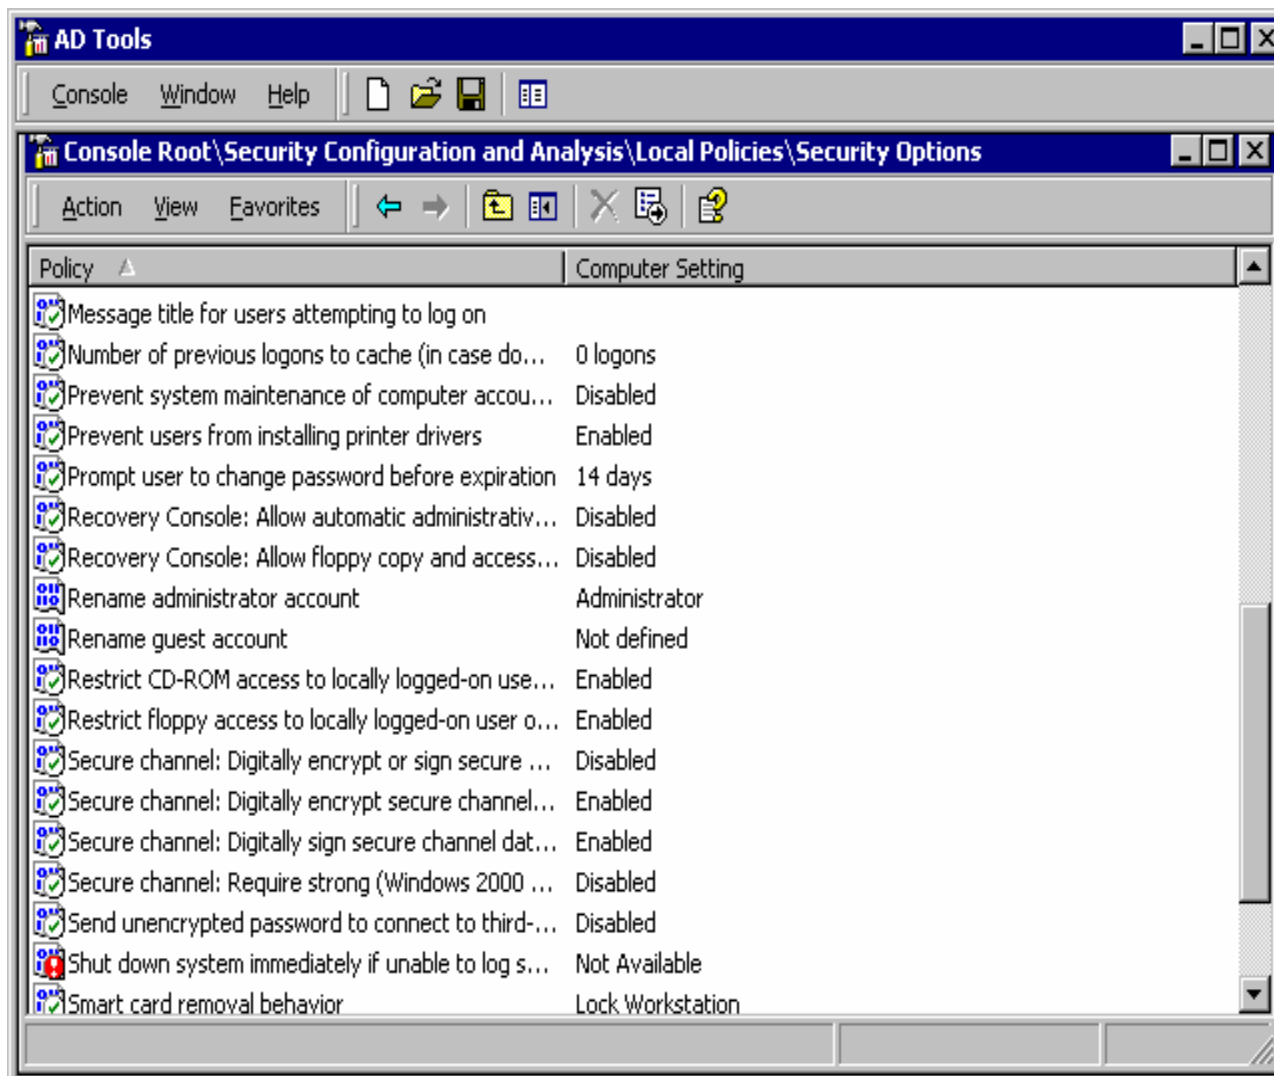 AD Tools
Console Window Help
Console Root\Security Configuration and Analysis\Local Policies\Security Options
Action View Favorites
Policy Computer Setting
Message title for users attempting to log on
Number of previous logons to cache (in case do... 0 logons
Prevent system maintenance of computer accou... Disabled
Prevent users from installing printer drivers Enabled
Prompt user to change password before expiration 14 days
Recovery Console: Allow automatic administrativ... Disabled
Recovery Console: Allow floppy copy and access... Disabled
Rename administrator account Administrator
Rename guest account Not defined
Restrict CD-ROM access to locally logged-on use... Enabled
Restrict floppy access to locally logged-on user o... Enabled
Secure channel: Digitally encrypt or sign secure ... Disabled
Secure channel: Digitally encrypt secure channel... Enabled
Secure channel: Digitally sign secure channel dat... Enabled
Secure channel: Require strong (Windows 2000 ... Disabled
Send unencrypted password to connect to third-... Disabled
Shut down system immediately if unable to log s... Not Available
Smart card removal behavior Lock Workstation